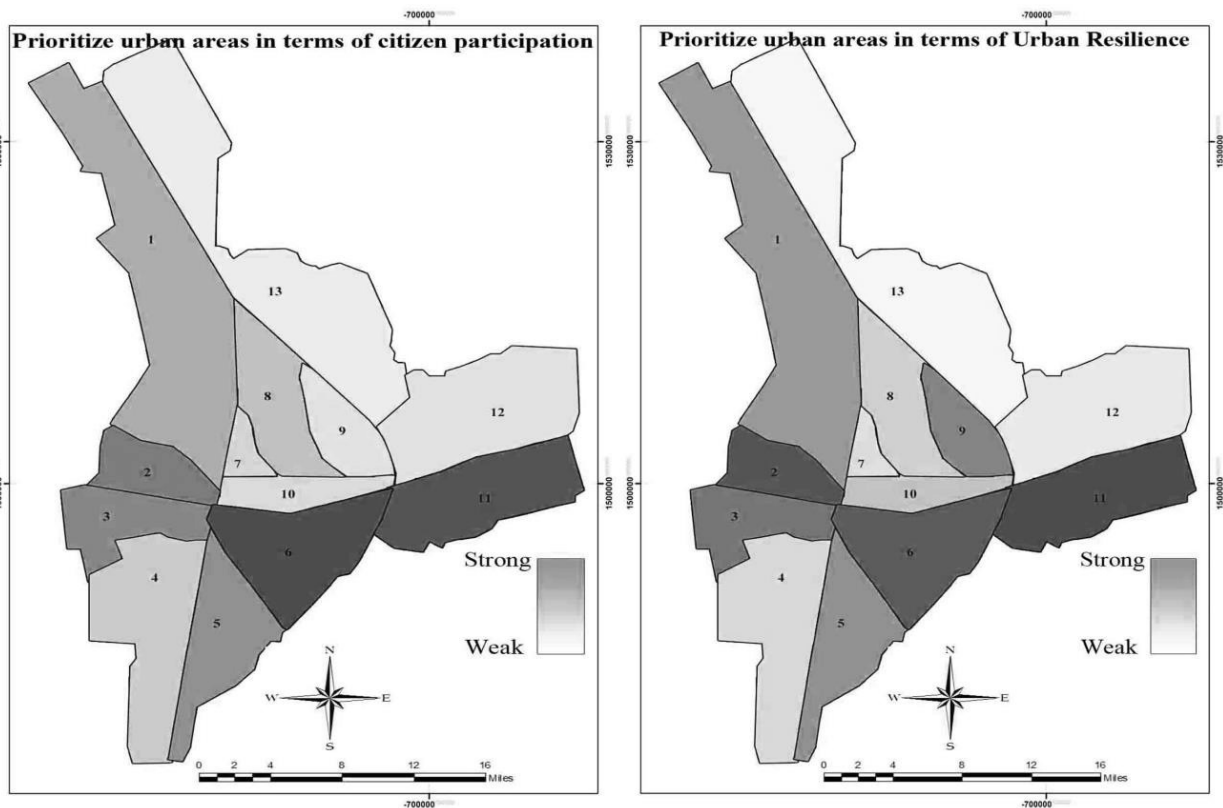 -700000
Prioritize urban areas in terms of citizen participation
1530000
1
13
8
12
9
2
7
10
11
1500000
3
6
Strong
4
5
Weak
N
W E
S
0 2 4 8 12 16
Miles
-700000
-700000
Prioritize urban areas in terms of Urban Resilience
1530000
1530000
1
13
8
12
9
2
7
10
11
1500000
1500000
3
6
Strong
4
5
Weak
N
W E
S
0 2 4 8 12 16
Miles
-700000